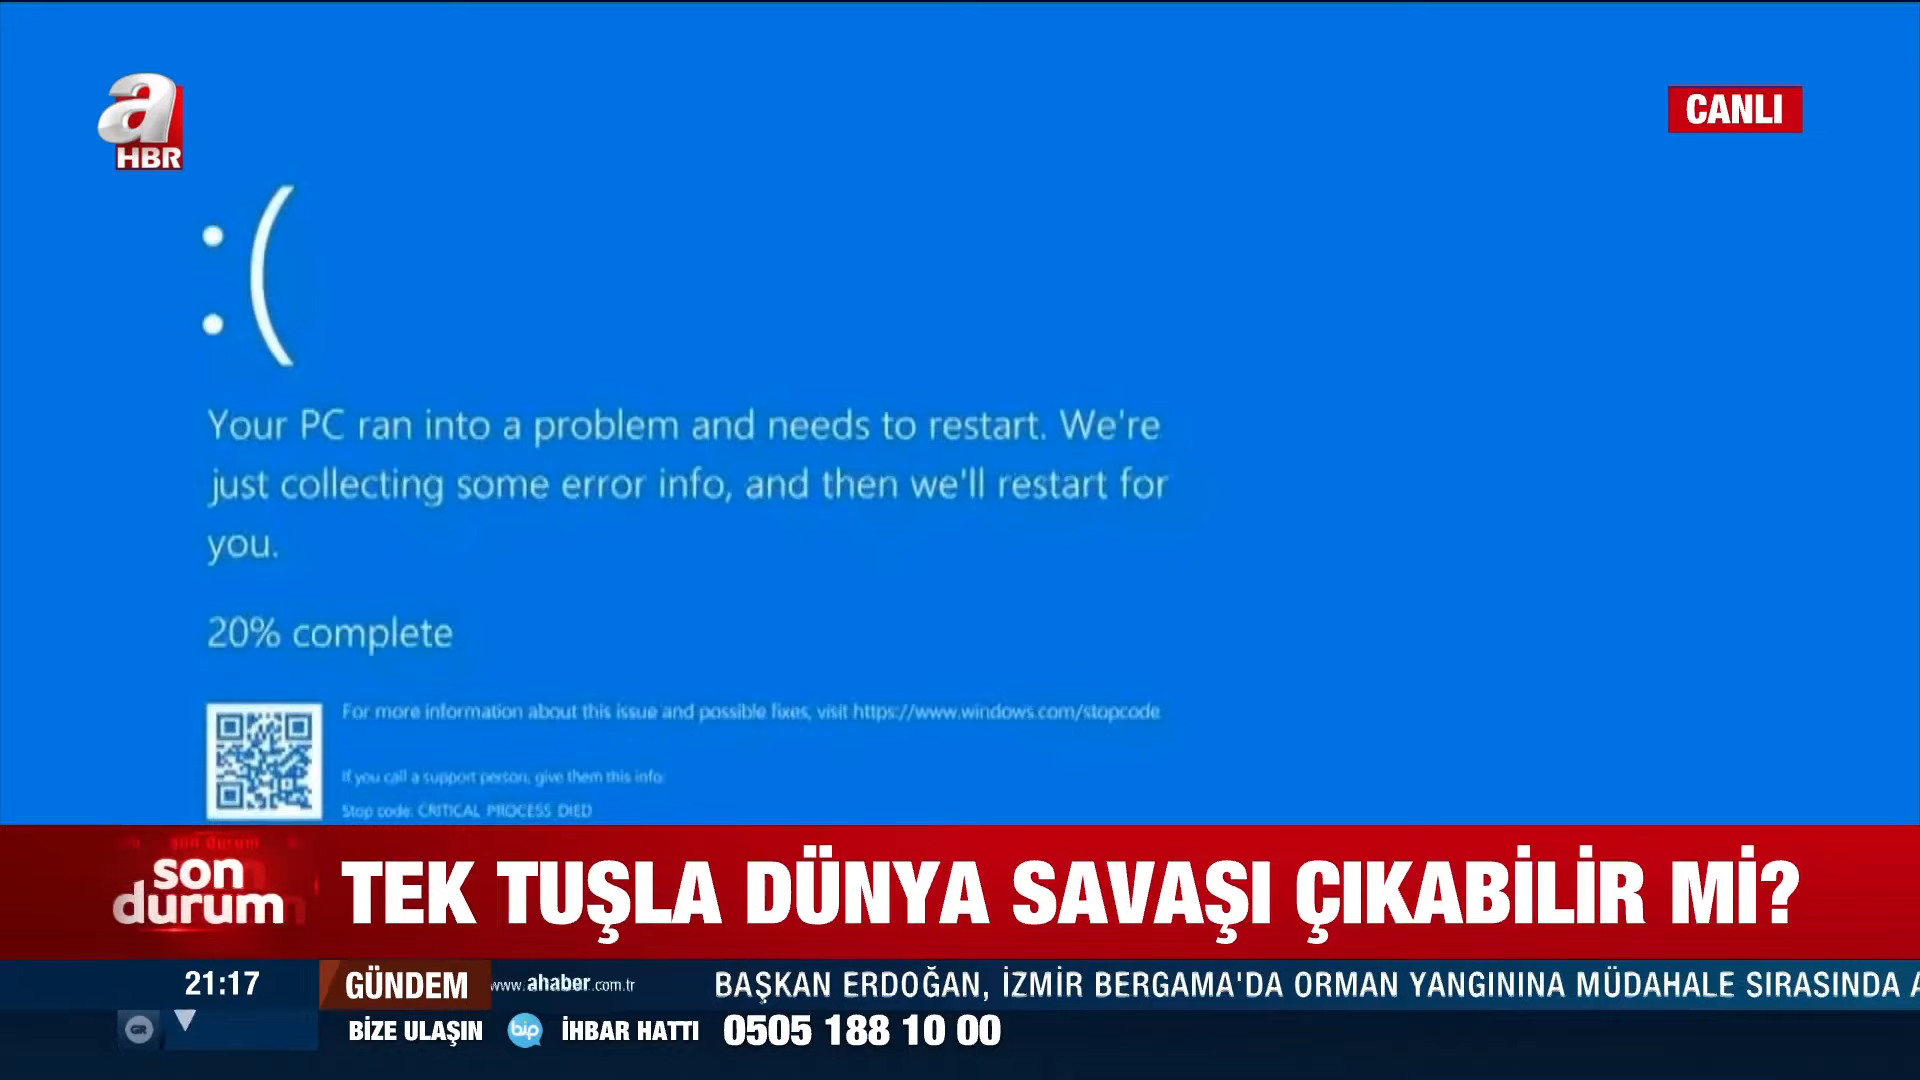 a
HBR
CANLI
:(
Your PC ran into a problem and needs to restart. We're
just collecting some error info, and then we'll restart for
you.
20% complete
For more information about this issue and possible fixes, visit https://www.windows.com/stopcode
If you call a support person, give them this info:
Stop code: CRITICAL PROCESS DIED
son durum
son
durum
TEK TUŞLA DÜNYA SAVAŞI ÇIKABİLİR Mİ?
21:17
GÜNDEM
www.ahaber.com.tr
BAŞKAN ERDOĞAN, İZMİR BERGAMA'DA ORMAN YANGININA MÜDAHALE SIRASINDA A
GR
BİZE ULAŞIN
bip
İHBAR HATTI
0505 188 10 00